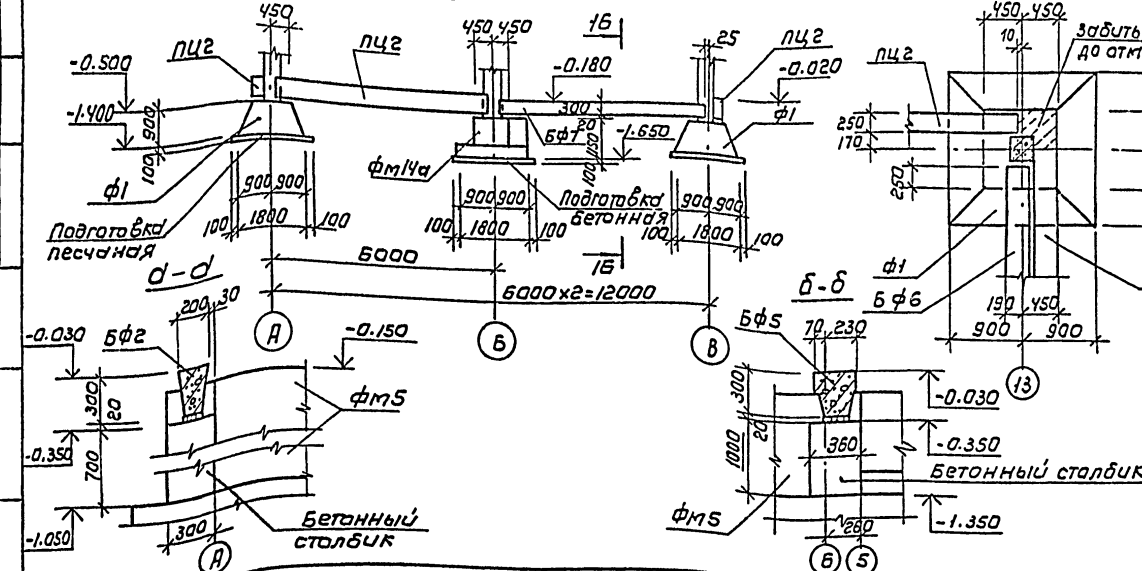 450
450 450
1б
25
450 450
10
забить
до отм
ПЦ2
ПЦ2
ПЦ2
ПЦ2
-0.500
-0.180
-0.020
-1.400
900
100
300
20
1150
100
БФ7
-1.650
Ф1
Ф1
Фм14а
250
170
250
900 900
900 900
900 900
Подготовка
песчаная
Подготовка
бетонная
100 1800 100
100 1800 100
100 1800 100
1б
6000
6000х2=12000
Ф1
БФ6
190 450
900 900
А
Б
В
13
а-а
200 30
БФ2
-0.030
-0.150
300
20
Фм5
-0.350
700
-1.050
300
Бетонный
столбик
А
б-б
БФ5
70 230
300
20
1000
-0.030
360
-0.350
Бетонный столбик
Фм5
260
-1.350
Б 5